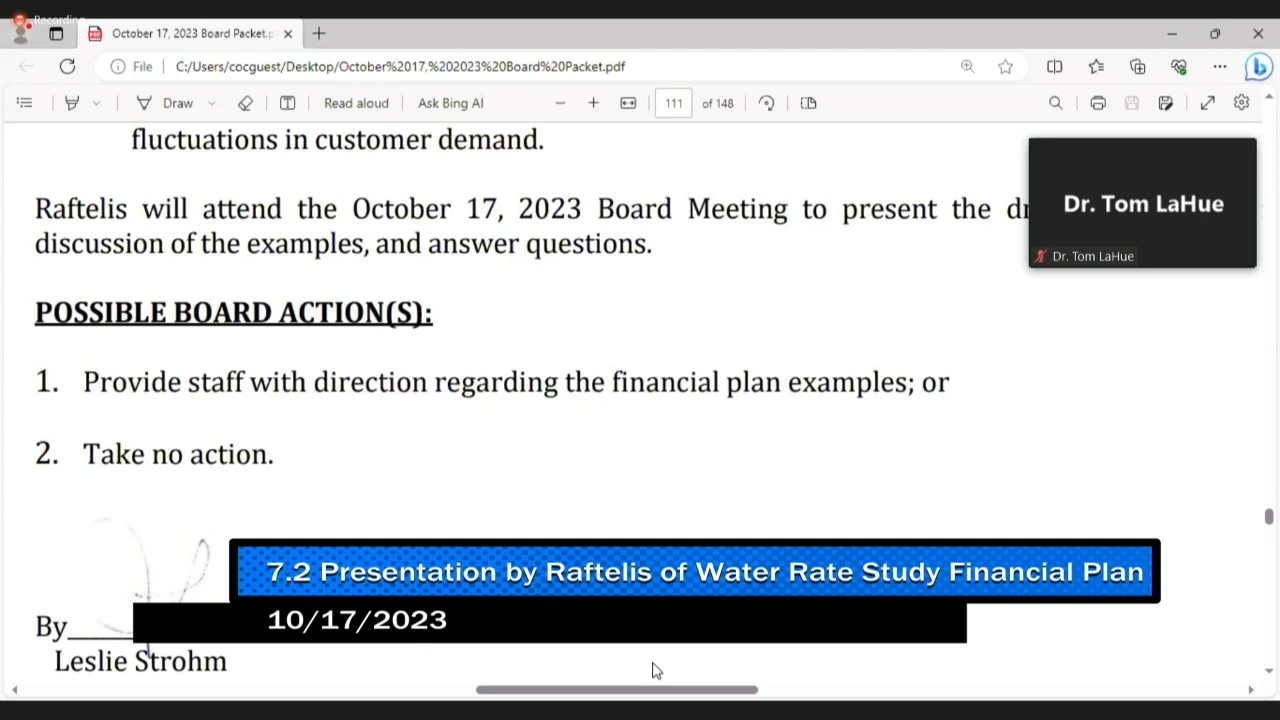 Recording
October 17, 2023 Board Packet.p
File
C:/Users/cocguest/Desktop/October%2017,%202023%20Board%20Packet.pdf
Draw
Read aloud
Ask Bing AI
111
of 148
fluctuations in customer demand.
Raftelis will attend the October 17, 2023 Board Meeting to present the dr
discussion of the examples, and answer questions.
Dr. Tom LaHue
Dr. Tom LaHue
POSSIBLE BOARD ACTION(S):
1. Provide staff with direction regarding the financial plan examples; or
2. Take no action.
7.2 Presentation by Raftelis of Water Rate Study Financial Plan
10/17/2023
By
Leslie Strohm